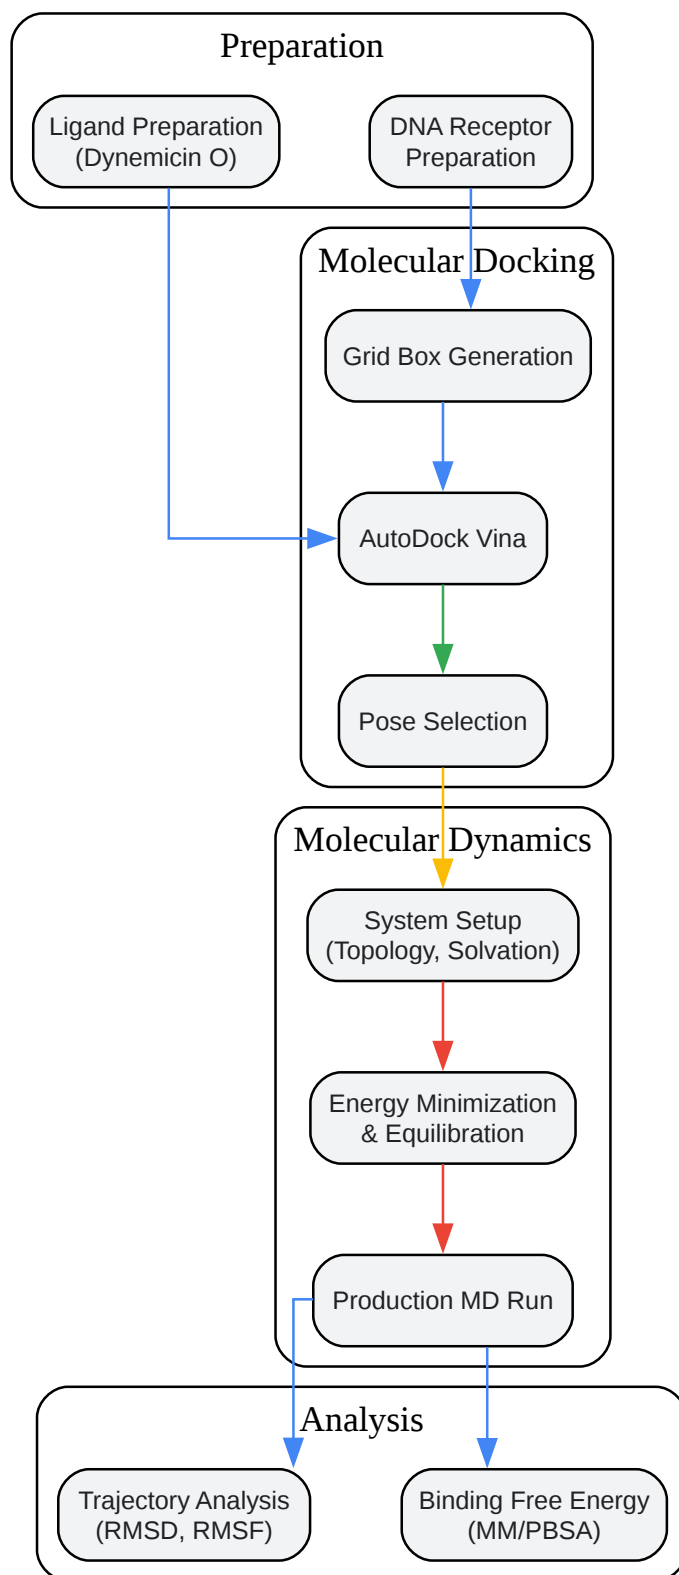 Preparation
Ligand Preparation
(Dynemicin O)
DNA Receptor
Preparation
Molecular Docking
Grid Box Generation
AutoDock Vina
Pose Selection
Molecular Dynamics
System Setup
(Topology, Solvation)
Energy Minimization
& Equilibration
Production MD Run
Analysis
Trajectory Analysis
(RMSD, RMSF)
Binding Free Energy
(MM/PBSA)